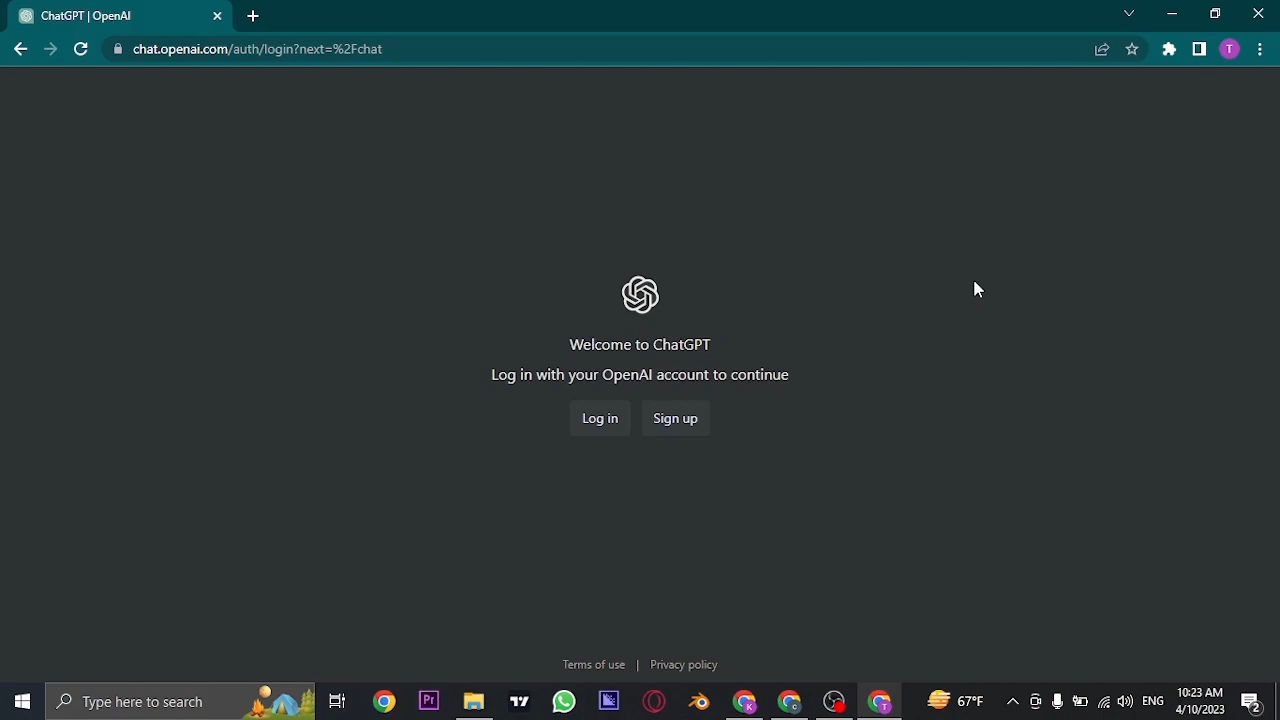 ChatGPT | OpenAI
chat.openai.com/auth/login?next=%2Fchat
T
Welcome to ChatGPT
Log in with your OpenAI account to continue
Log in
Sign up
Terms of use | Privacy policy
Type here to search
Pr
K
C
T
67°F
ENG
10:23 AM
4/10/2023
2